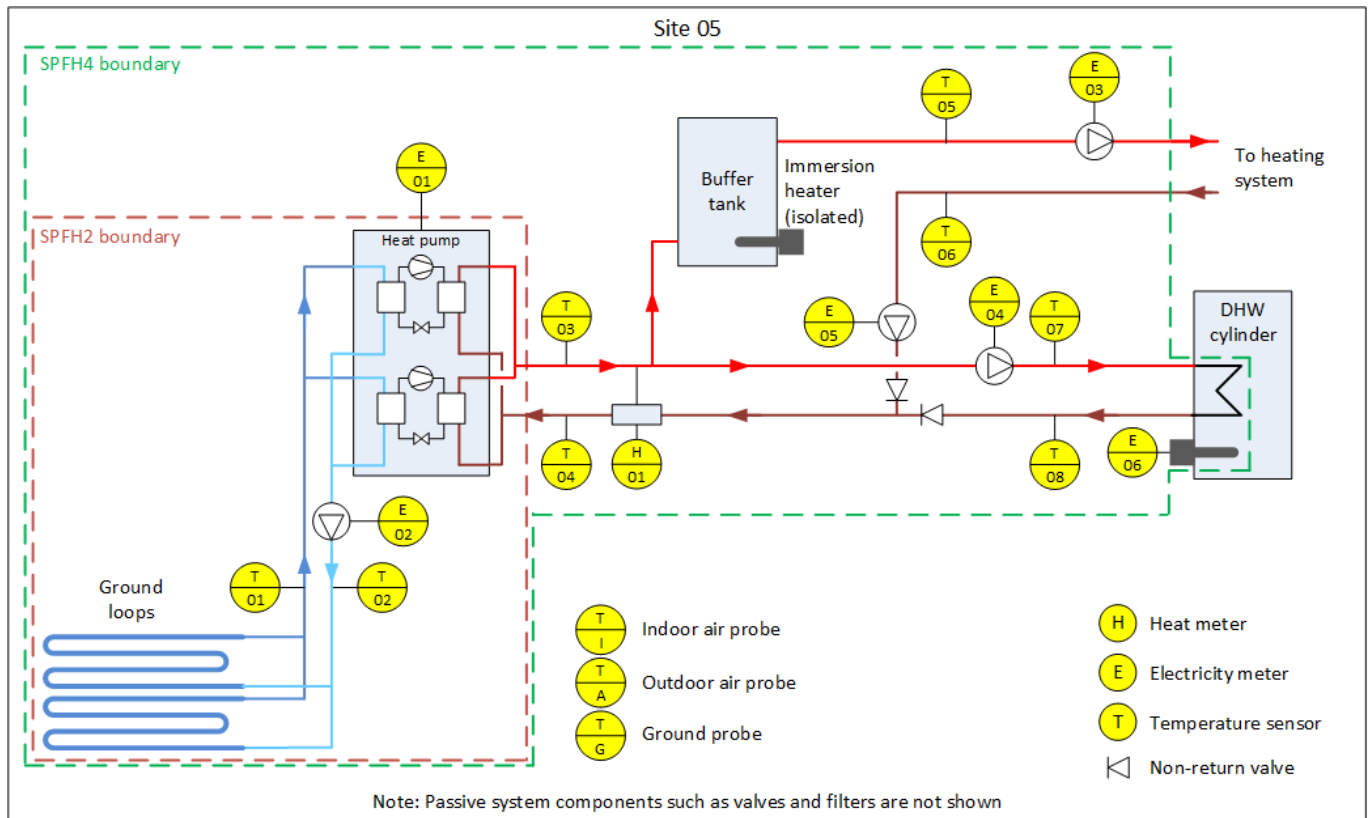 Site 05
SPFH4 boundary
E
03
T
05
E
01
To heating
system
Buffer
tank
Immersion
heater
(isolated)
SPFH2 boundary
Heat pump
T
06
E
04
T
03
E
05
T
07
DHW
cylinder
T
04
H
01
T
08
E
06
E
02
T
01
T
02
Ground
loops
T
I
Indoor air probe
T
A
Outdoor air probe
T
G
Ground probe
H
Heat meter
E
Electricity meter
T
Temperature sensor
Non-return valve
Note: Passive system components such as valves and filters are not shown